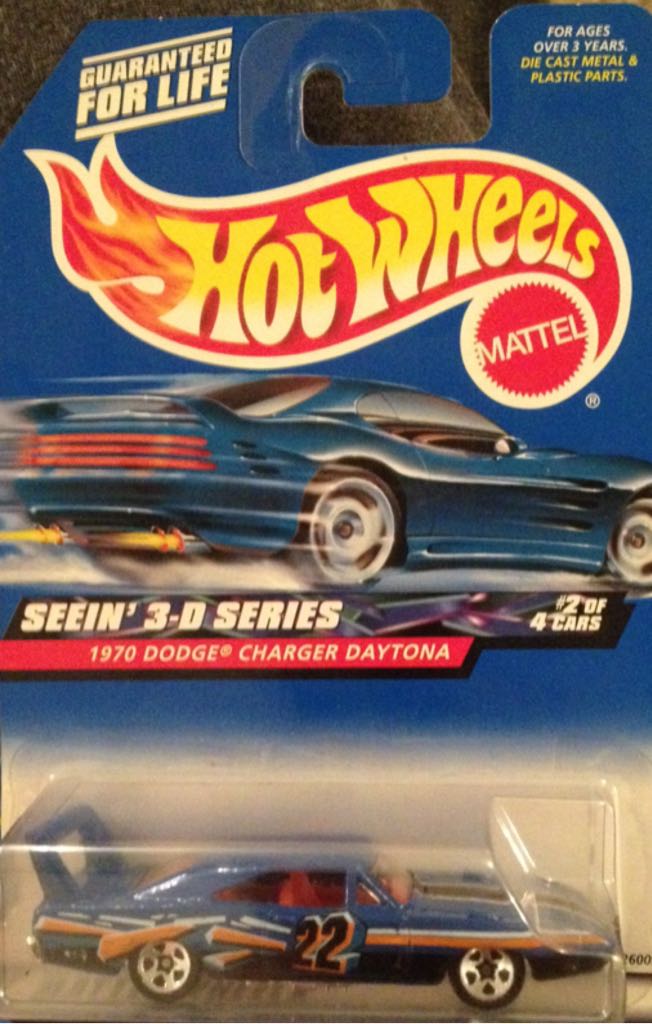 GUARANTEED
FOR LIFE
FOR AGES
OVER 3 YEARS.
DIE CAST METAL &
PLASTIC PARTS.
HOT WHEELS
MATTEL
®
SEEIN' 3-D SERIES
#2 OF
4 CARS
1970 DODGE® CHARGER DAYTONA
22